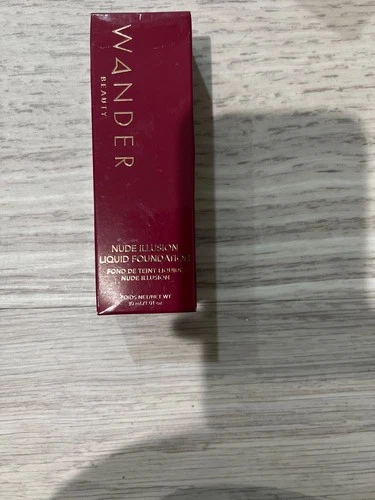 WANDER
BEAUTY
NUDE ILLUSION
LIQUID FOUNDATION
FOND DE TEINT LIQUIDE
NUDE ILLUSION
POIDS NET/NET WT